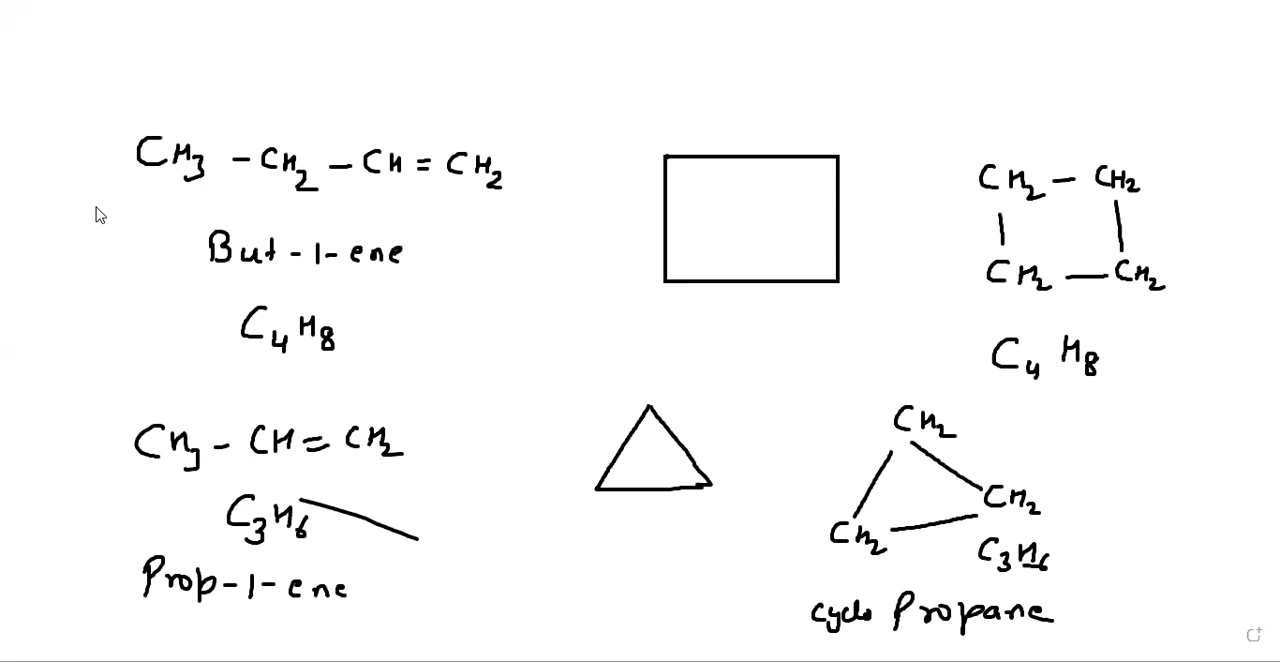 CH3 - CH2 - CH = CH2
But-1-ene
C4H8
CH2 - CH2
CH2 - CH2
C4H8
CH3 - CH = CH2
C3H6
Prop-1-ene
CH2
CH2
CH2
C3H6
cyclo Propane